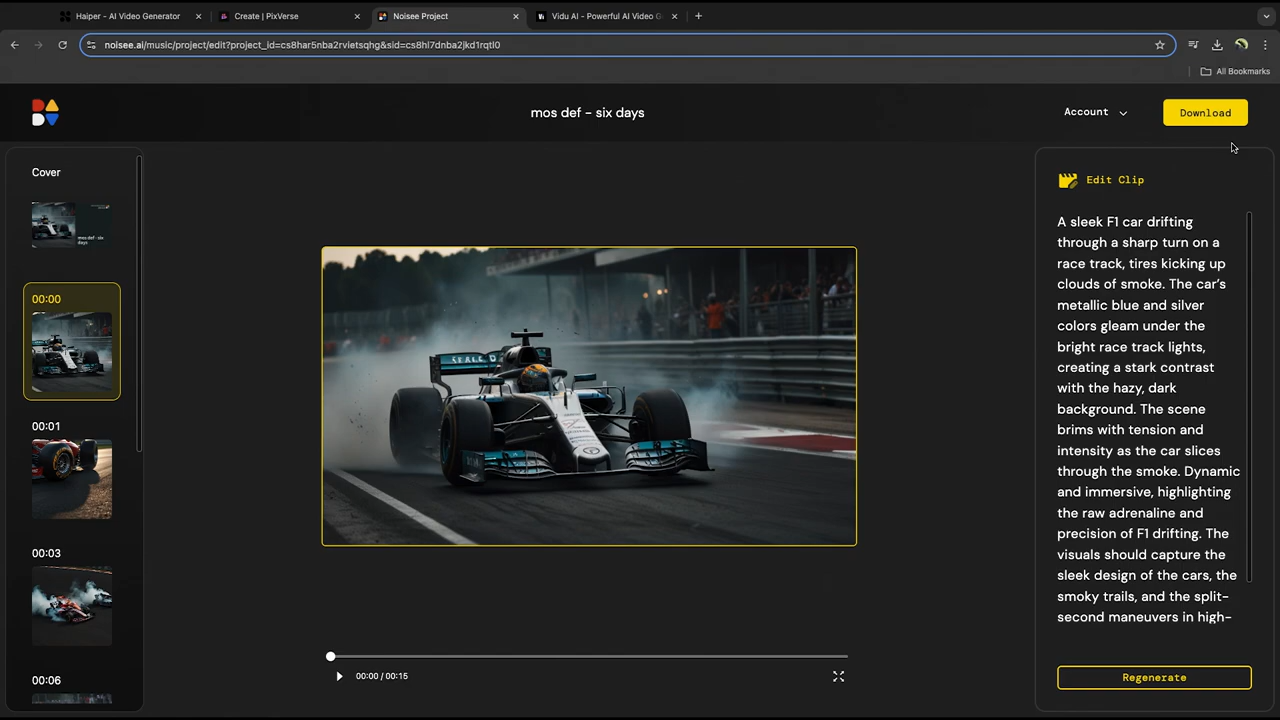 Haiper - AI Video Generator
Create | PixVerse
Noisee Project
Vidu AI - Powerful AI Video G
noisee.ai/music/project/edit?project_id=cs8har5nba2rvietsqhg&sid=cs8hl7dnba2jkd1rqtl0
All Bookmarks
mos def - six days
Account
Download
Cover
mos def - six
days
00:00
00:01
00:03
00:06
00:00 / 00:15
Edit Clip
A sleek F1 car drifting
through a sharp turn on a
race track, tires kicking up
clouds of smoke. The car's
metallic blue and silver
colors gleam under the
bright race track lights,
creating a stark contrast
with the hazy, dark
background. The scene
brims with tension and
intensity as the car slices
through the smoke. Dynamic
and immersive, highlighting
the raw adrenaline and
precision of F1 drifting. The
visuals should capture the
sleek design of the cars, the
smoky trails, and the split-
second maneuvers in high-
Regenerate